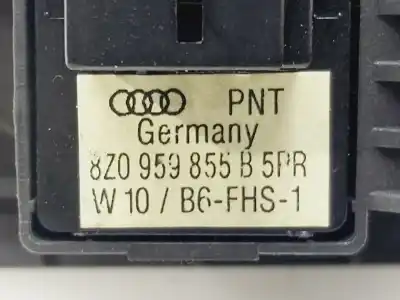 PNT
Germany
8Z0 959 855 B 5PR
W 10 / B6-FHS-1